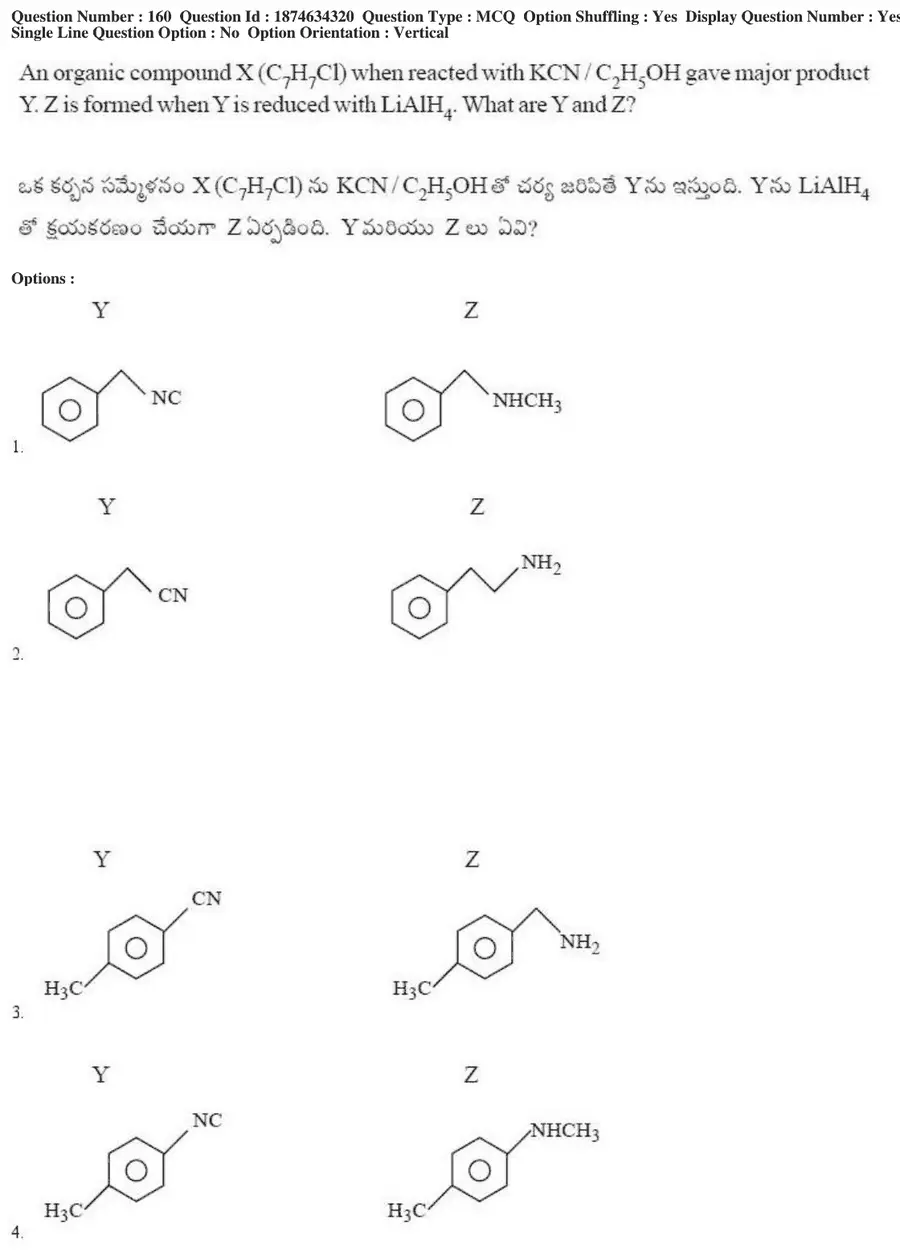 Question Number : 160 Question Id : 1874634320 Question Type : MCQ Option Shuffling : Yes Display Question Number : Yes
Single Line Question Option : No Option Orientation : Vertical
An organic compound X (C₇H₇Cl) when reacted with KCN / C₂H₅OH gave major product
Y. Z is formed when Y is reduced with LiAlH₄. What are Y and Z?
ఒక కర్బన సమ్మేళనం X (C₇H₇Cl) ను KCN / C₂H₅OHతో చర్య జరిపితే Yను ఇస్తుంది. Yను LiAlH₄
తో క్షయకరణం చేయగా Z ఏర్పడింది. Y మరియు Z లు ఏవి?
Options :
Y Z
NC NHCH₃
1.
Y Z
NH₂
CN
2.
Y Z
CN
NH₂
H₃C H₃C
3.
Y Z
NC NHCH₃
H₃C H₃C
4.